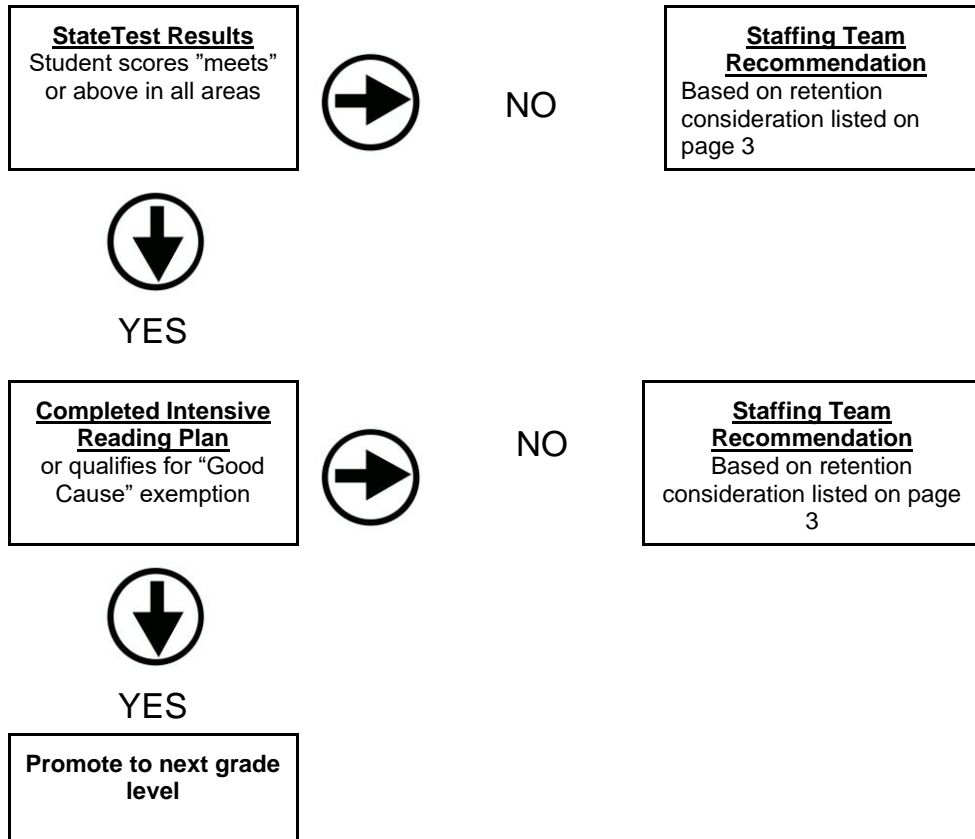 StateTest Results
Student scores ”meets”
or above in all areas
NO
Staffing Team
Recommendation
Based on retention
consideration listed on
page 3
YES
Completed Intensive
Reading Plan
or qualifies for “Good
Cause” exemption
NO
Staffing Team
Recommendation
Based on retention
consideration listed on page
3
YES
Promote to next grade
level